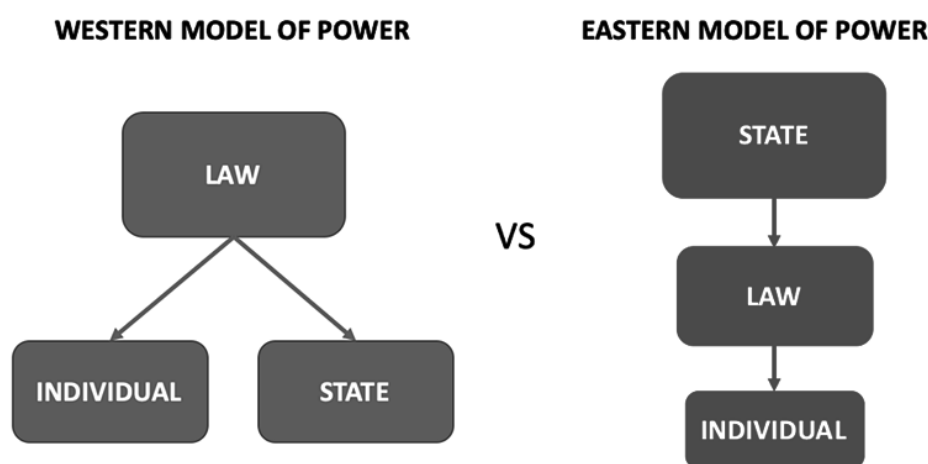 WESTERN MODEL OF POWER
LAW
INDIVIDUAL
STATE
VS
EASTERN MODEL OF POWER
STATE
LAW
INDIVIDUAL